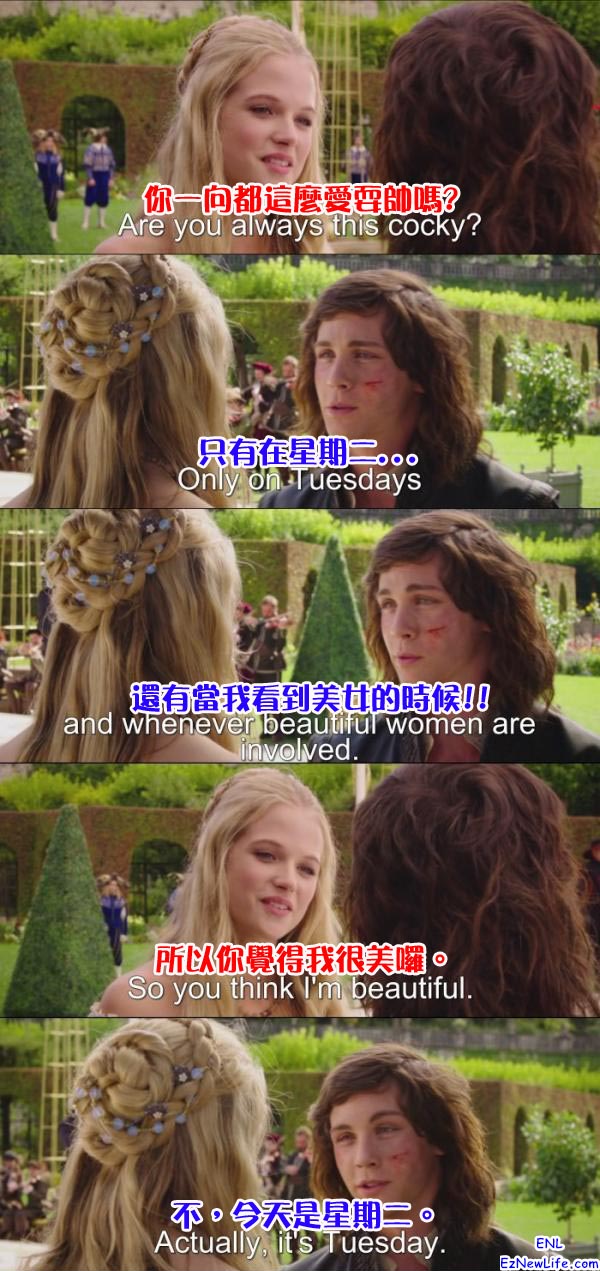 你一向都這麼愛耍帥嗎?
Are you always this cocky?
只有在星期二...
Only on Tuesdays
還有當我看到美女的時候!!
and whenever beautiful women are
involved.
所以你覺得我很美囉。
So you think I'm beautiful.
不，今天是星期二。
Actually, it's Tuesday.
ENL
EzNewLife.com